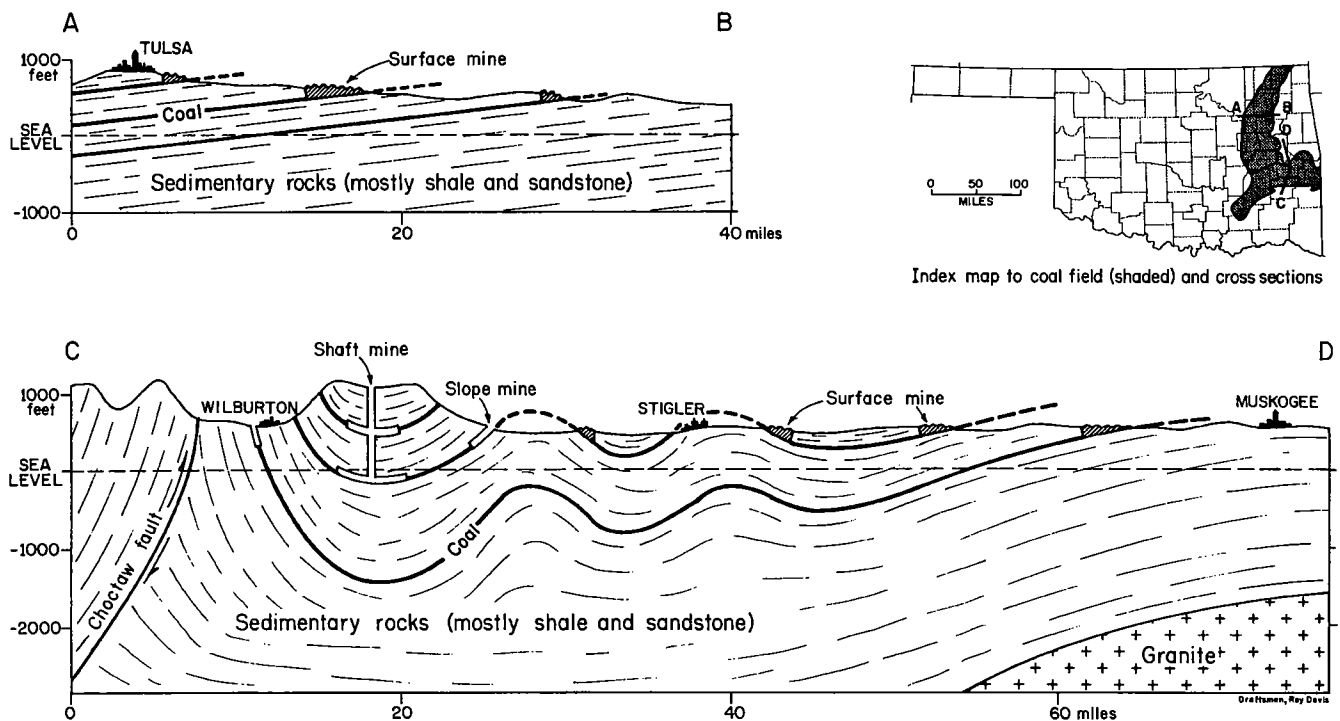 A
B
TULSA
1000
feet
Surface mine
Coal
SEA
LEVEL
Sedimentary rocks (mostly shale and sandstone)
-1000
0
20
40 miles
A
B
D
C
0 50 100
MILES
Index map to coal field (shaded) and cross sections
C
D
Shaft mine
Slope mine
1000
feet
WILBURTON
STIGLER
Surface mine
MUSKOGEE
SEA
LEVEL
-1000
Choctaw fault
Coal
-2000
Sedimentary rocks (mostly shale and sandstone)
Granite
Draftsman, Roy Davis
0
20
40
60 miles